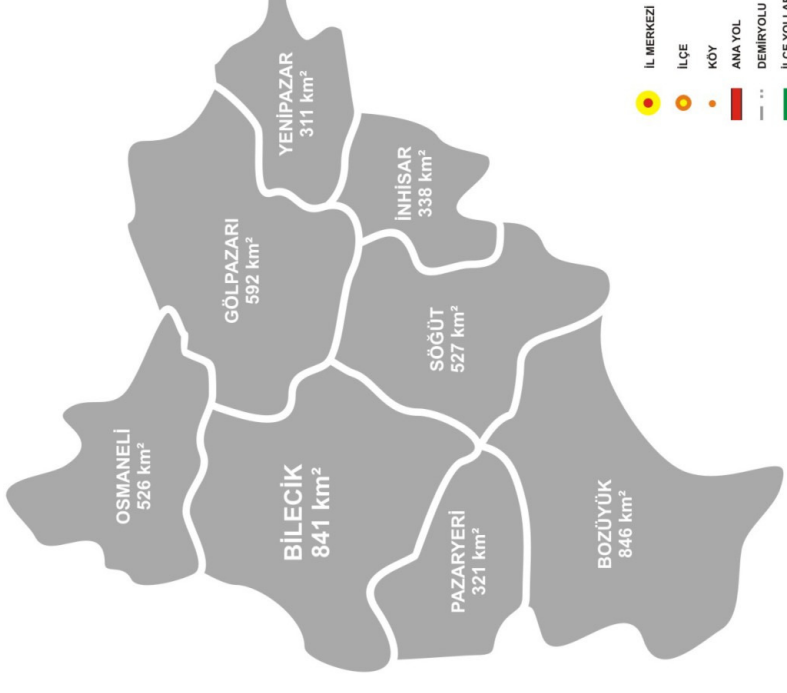 OSMANELİ
526 km²
GÖLPAZARI
592 km²
YENİPAZAR
311 km²
İNHİSAR
338 km²
BİLECİK
841 km²
SÖĞÜT
527 km²
PAZARYERİ
321 km²
BOZÜYÜK
846 km²
İL MERKEZİ
İLÇE
KÖY
ANA YOL
DEMİRYOLU